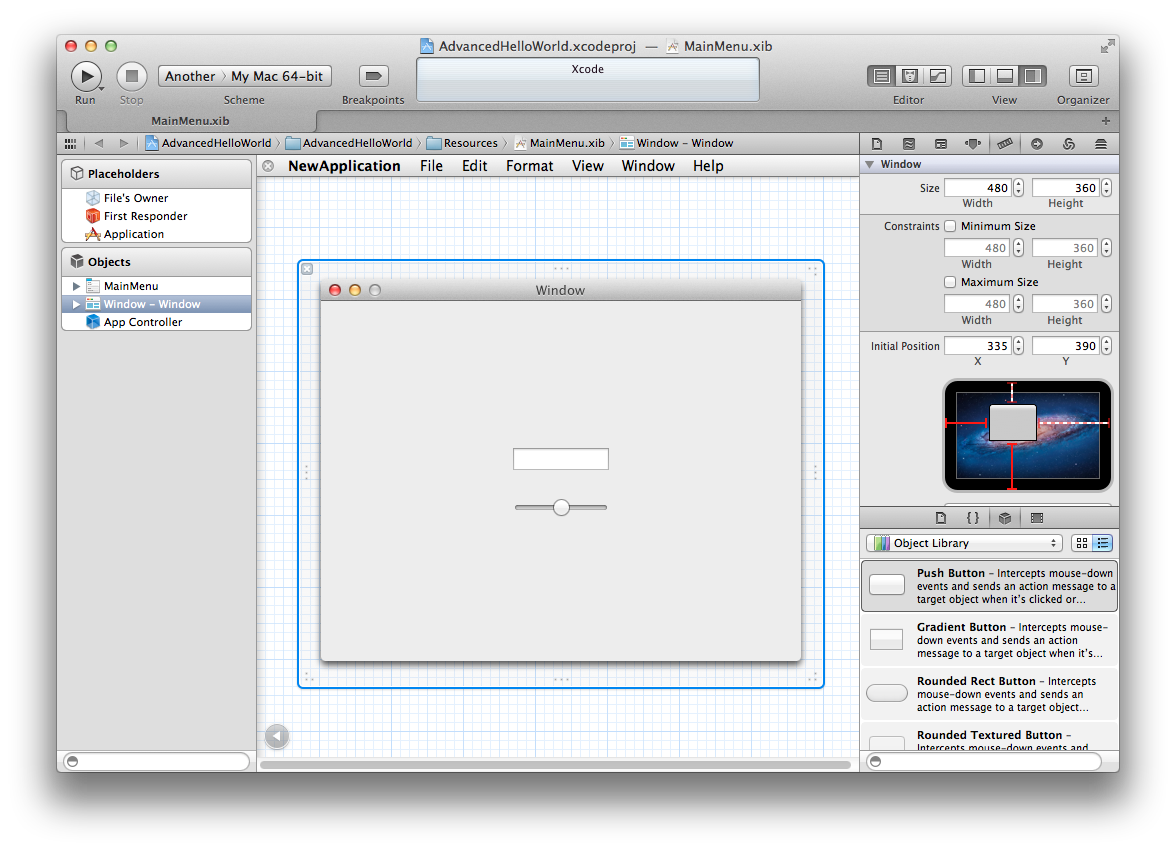 AdvancedHelloWorld.xcodeproj — MainMenu.xib
Another 〉 My Mac 64-bit
Xcode
Run
Stop
Scheme
Breakpoints
Editor
View
Organizer
MainMenu.xib
AdvancedHelloWorld 〉 AdvancedHelloWorld 〉 Resources 〉 MainMenu.xib 〉 Window – Window
Placeholders
File's Owner
First Responder
Application
Objects
MainMenu
Window – Window
App Controller
NewApplication File Edit Format View Window Help
Window
Window
Size 480 360
Width Height
Constraints Minimum Size
480 360
Width Height
Maximum Size
480 360
Width Height
Initial Position 335 390
X Y
{ }
Object Library
Push Button – Intercepts mouse-down
events and sends an action message to a
target object when it's clicked or...
Gradient Button – Intercepts mouse-
down events and sends an action
message to a target object when it's...
Rounded Rect Button – Intercepts
mouse-down events and sends an
action message to a target object...
Rounded Textured Button –
Intercepts mouse-down events and